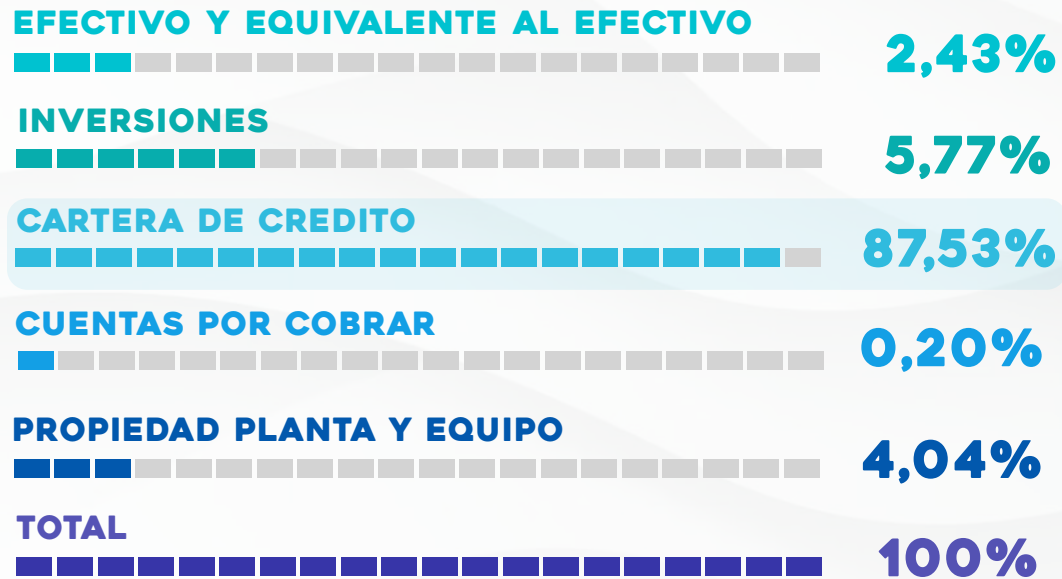 EFECTIVO Y EQUIVALENTE AL EFECTIVO
2,43%
INVERSIONES
5,77%
CARTERA DE CREDITO
87,53%
CUENTAS POR COBRAR
0,20%
PROPIEDAD PLANTA Y EQUIPO
4,04%
TOTAL
100%